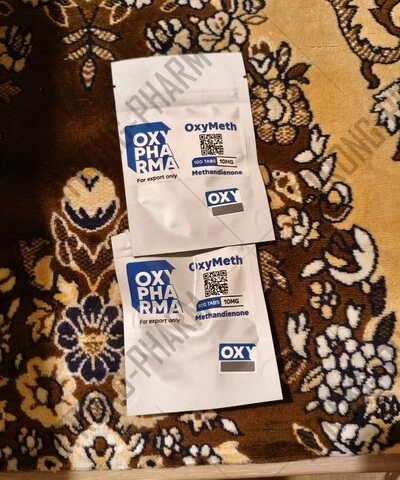 OXY
PHA
RMA
For export only
OxyMeth
100 TABS 10MG
Methandienone
OXY
OXY
PHA
RMA
For export only
OxyMeth
100 TABS 10MG
Methandienone
OXY